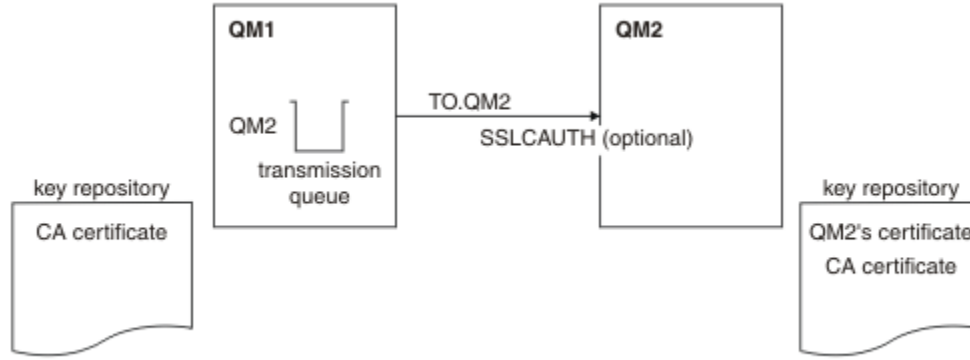 QM1
QM2
TO.QM2
QM2
SSLCAUTH (optional)
transmission
queue
key repository
key repository
CA certificate
QM2's certificate
CA certificate